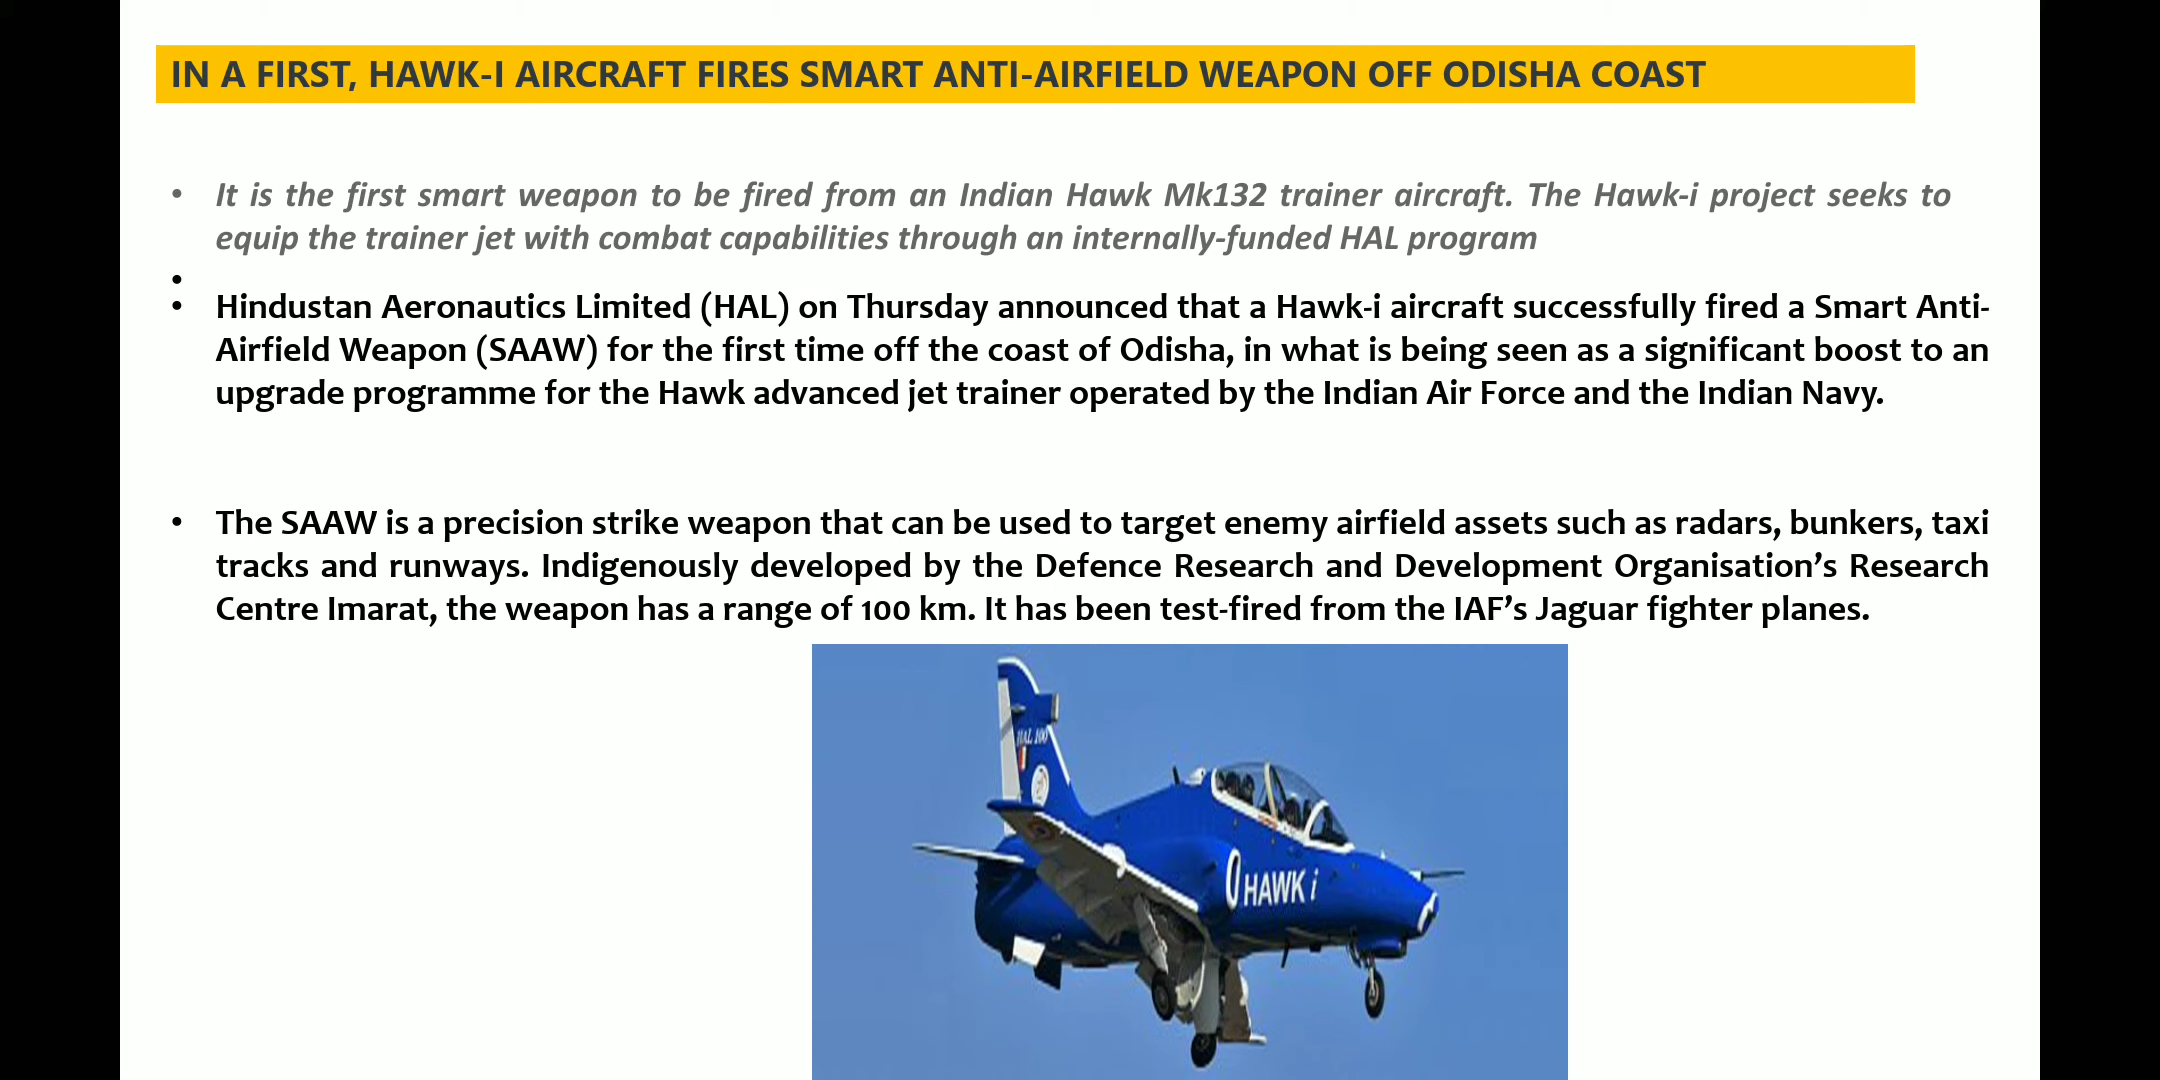 IN A FIRST, HAWK-I AIRCRAFT FIRES SMART ANTI-AIRFIELD WEAPON OFF ODISHA COAST
• It is the first smart weapon to be fired from an Indian Hawk Mk132 trainer aircraft. The Hawk-i project seeks to
equip the trainer jet with combat capabilities through an internally-funded HAL program
•
• Hindustan Aeronautics Limited (HAL) on Thursday announced that a Hawk-i aircraft successfully fired a Smart Anti-
Airfield Weapon (SAAW) for the first time off the coast of Odisha, in what is being seen as a significant boost to an
upgrade programme for the Hawk advanced jet trainer operated by the Indian Air Force and the Indian Navy.
• The SAAW is a precision strike weapon that can be used to target enemy airfield assets such as radars, bunkers, taxi
tracks and runways. Indigenously developed by the Defence Research and Development Organisation’s Research
Centre Imarat, the weapon has a range of 100 km. It has been test-fired from the IAF’s Jaguar fighter planes.
HAL 100
HAWK i